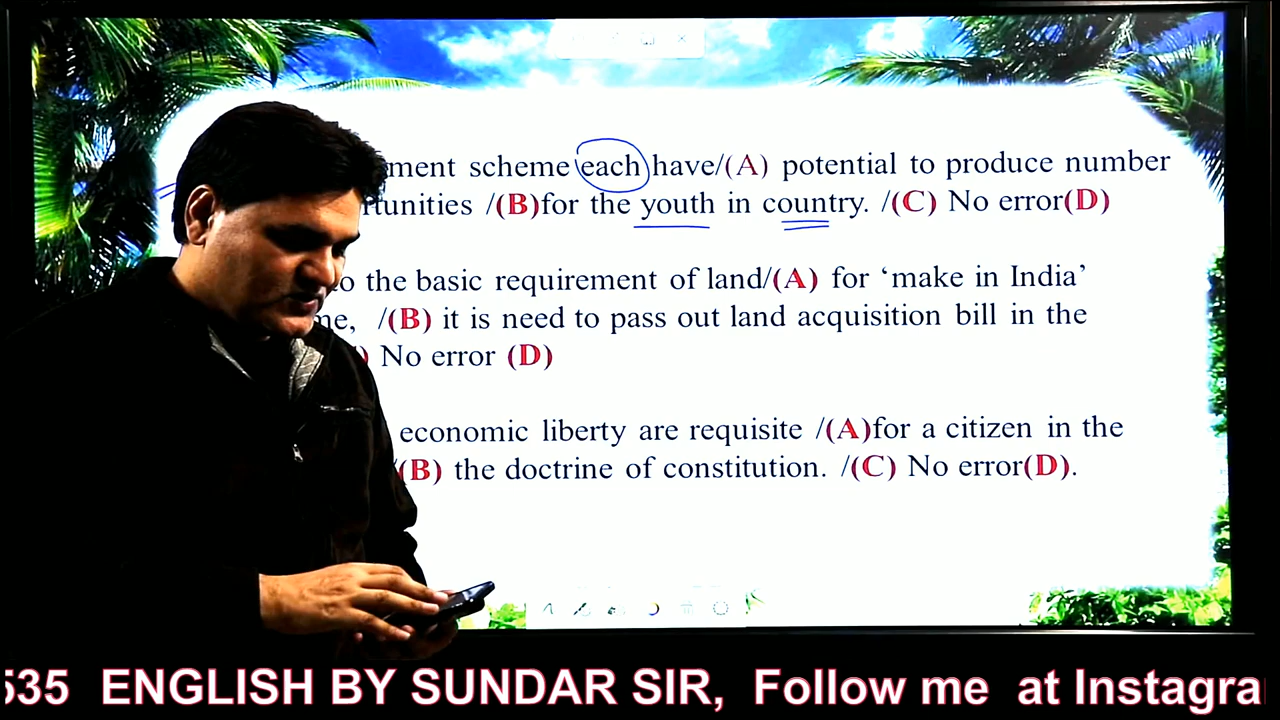 ment scheme each have/(A) potential to produce number
rtunities /(B)for the youth in country. /(C) No error(D)
to the basic requirement of land/(A) for ‘make in India’
me, /(B) it is need to pass out land acquisition bill in the
) No error (D)
economic liberty are requisite /(A)for a citizen in the
/(B) the doctrine of constitution. /(C) No error(D).
535 ENGLISH BY SUNDAR SIR, Follow me at Instagra